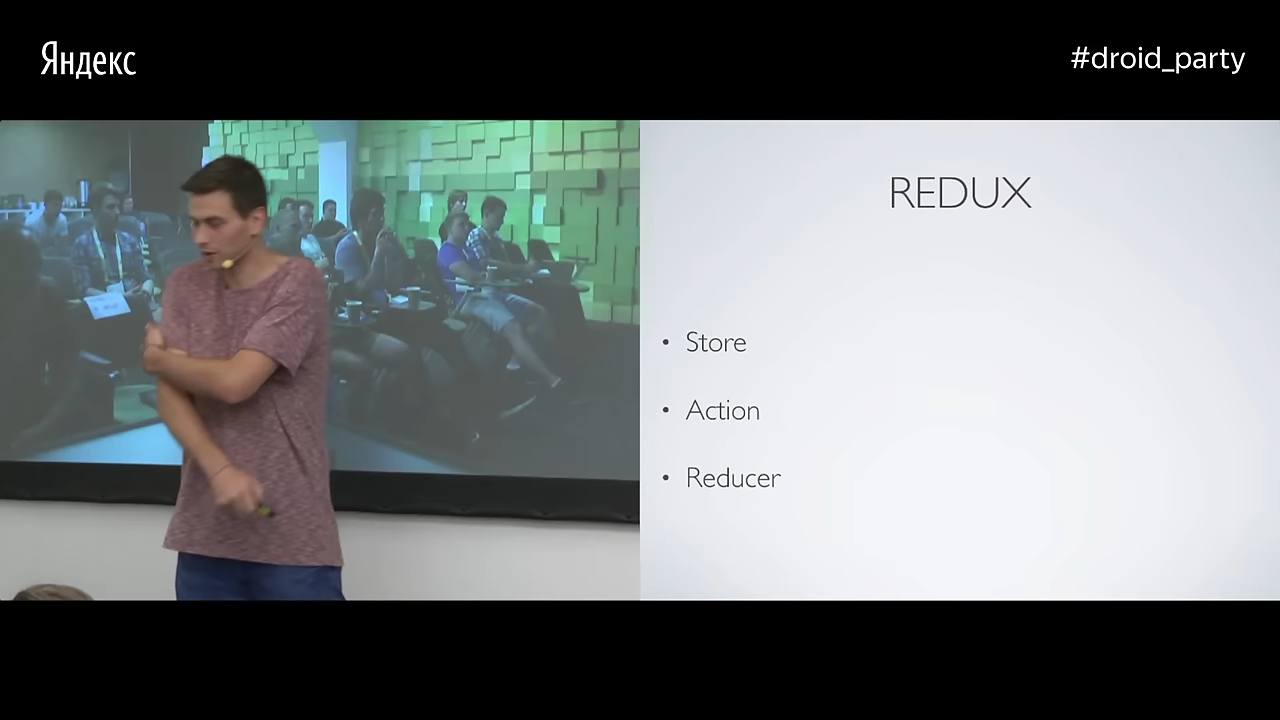 Яндекс
#droid_party
REDUX
• Store
• Action
• Reducer